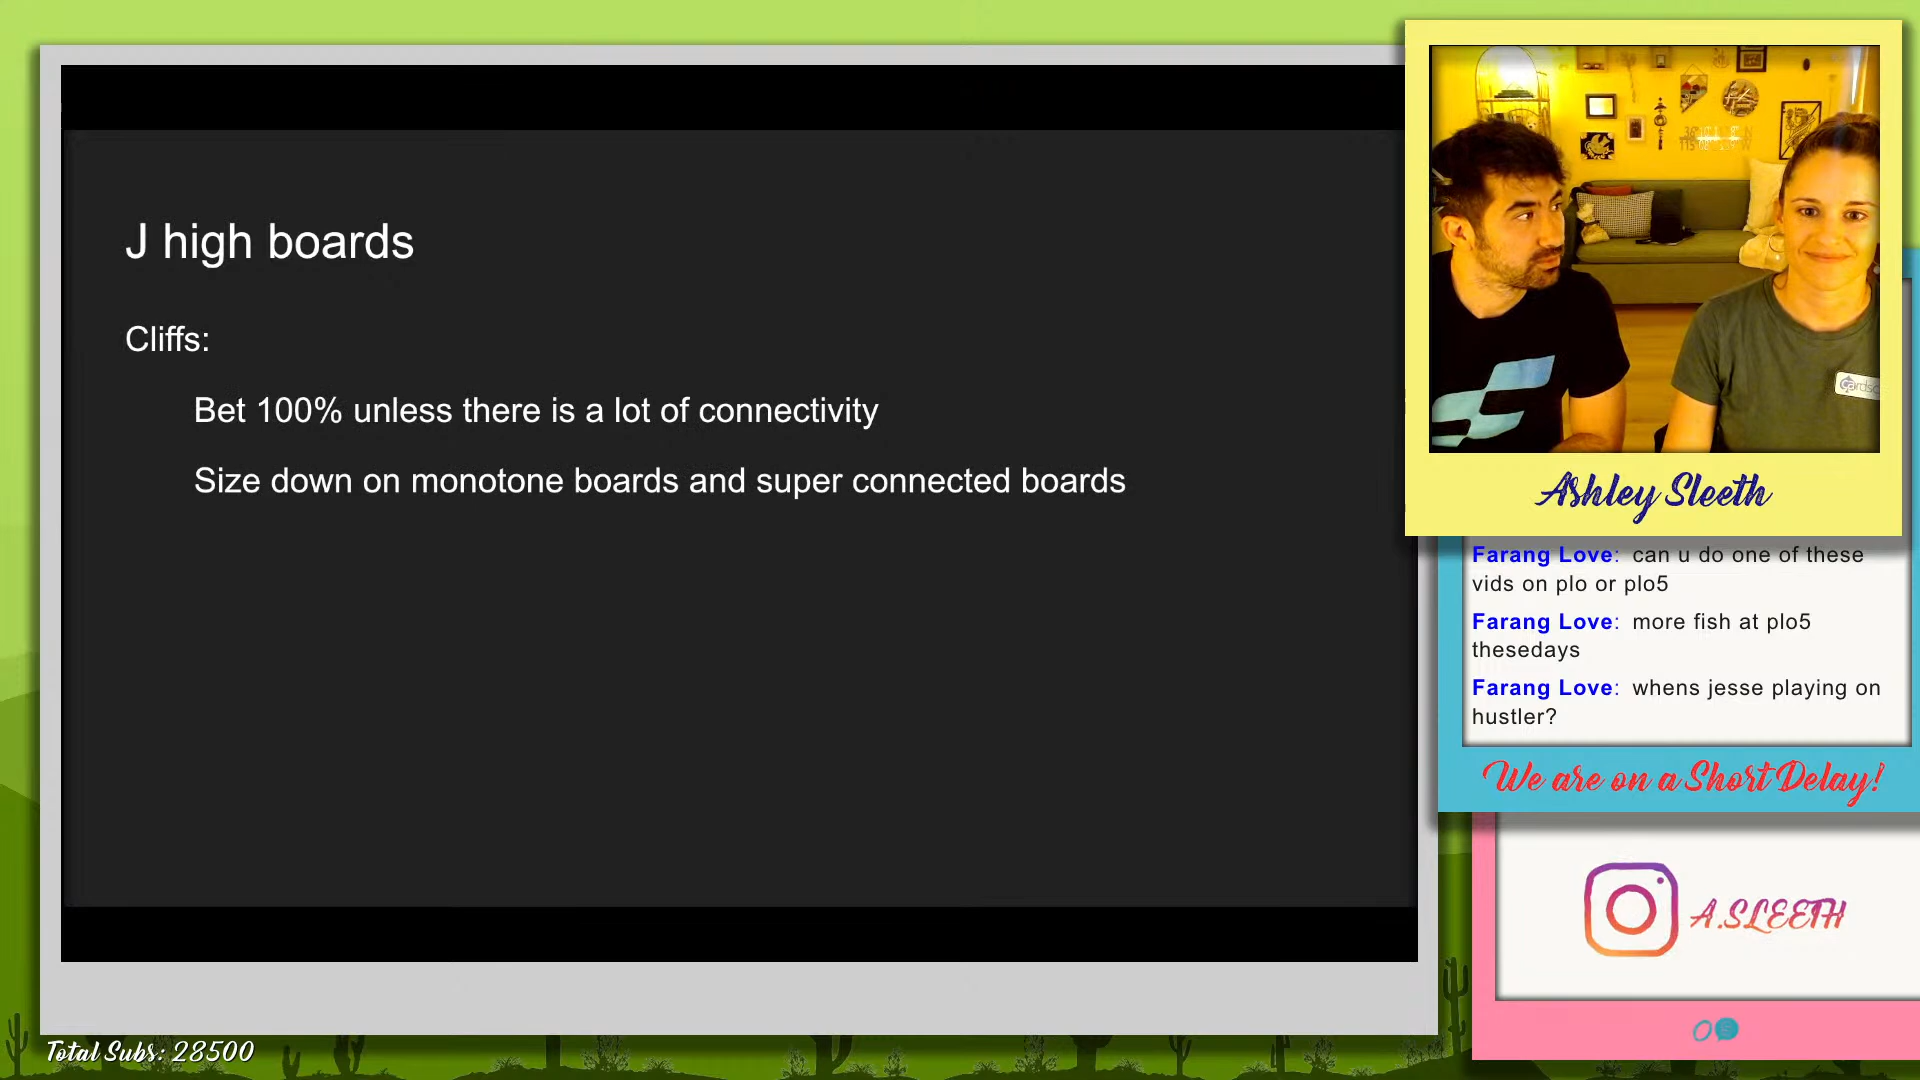 J high boards
Cliffs:
Bet 100% unless there is a lot of connectivity
Size down on monotone boards and super connected boards
Ashley Sleeth
Farang Love: can u do one of these
vids on plo or plo5
Farang Love: more fish at plo5
thesedays
Farang Love: whens jesse playing on
hustler?
We are on a Short Delay!
A.SLEETH
Total Subs: 28500